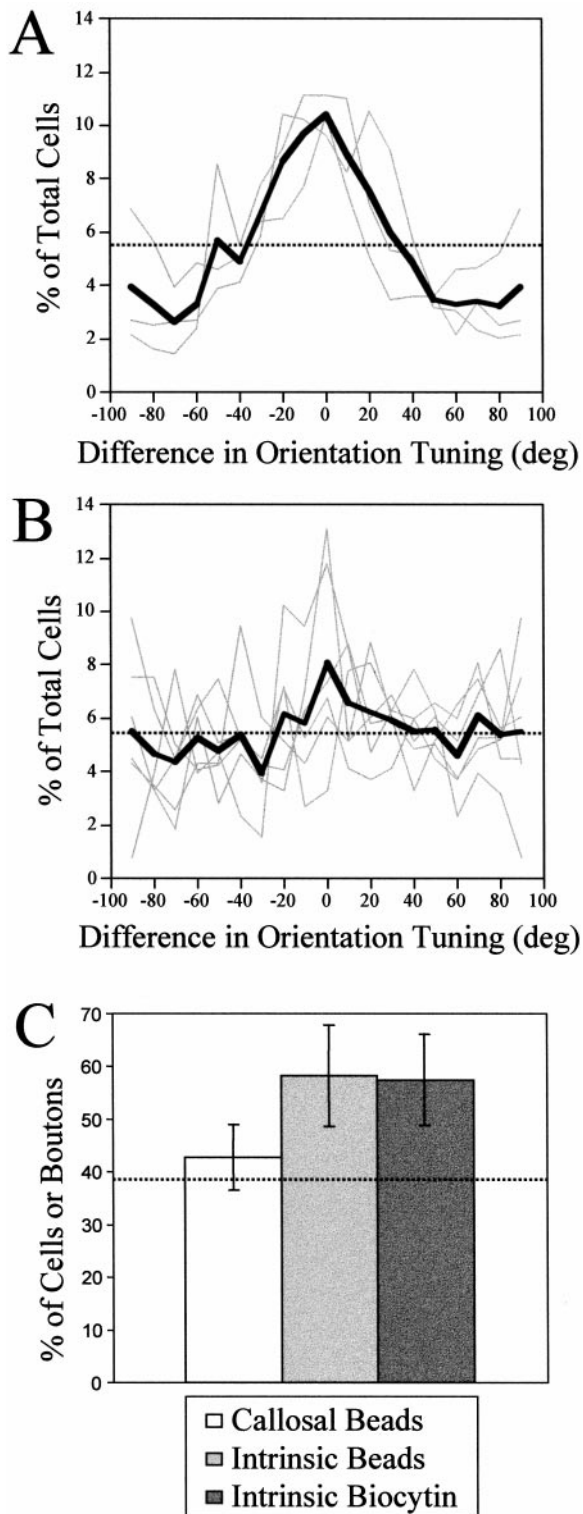 A
% of Total Cells
14
12
10
8
6
4
2
0
-100 -80 -60 -40 -20 0 20 40 60 80 100
Difference in Orientation Tuning (deg)
B
% of Total Cells
14
12
10
8
6
4
2
0
-100 -80 -60 -40 -20 0 20 40 60 80 100
Difference in Orientation Tuning (deg)
C
% of Cells or Boutons
70
60
50
40
30
20
10
0
Callosal Beads
Intrinsic Beads
Intrinsic Biocytin